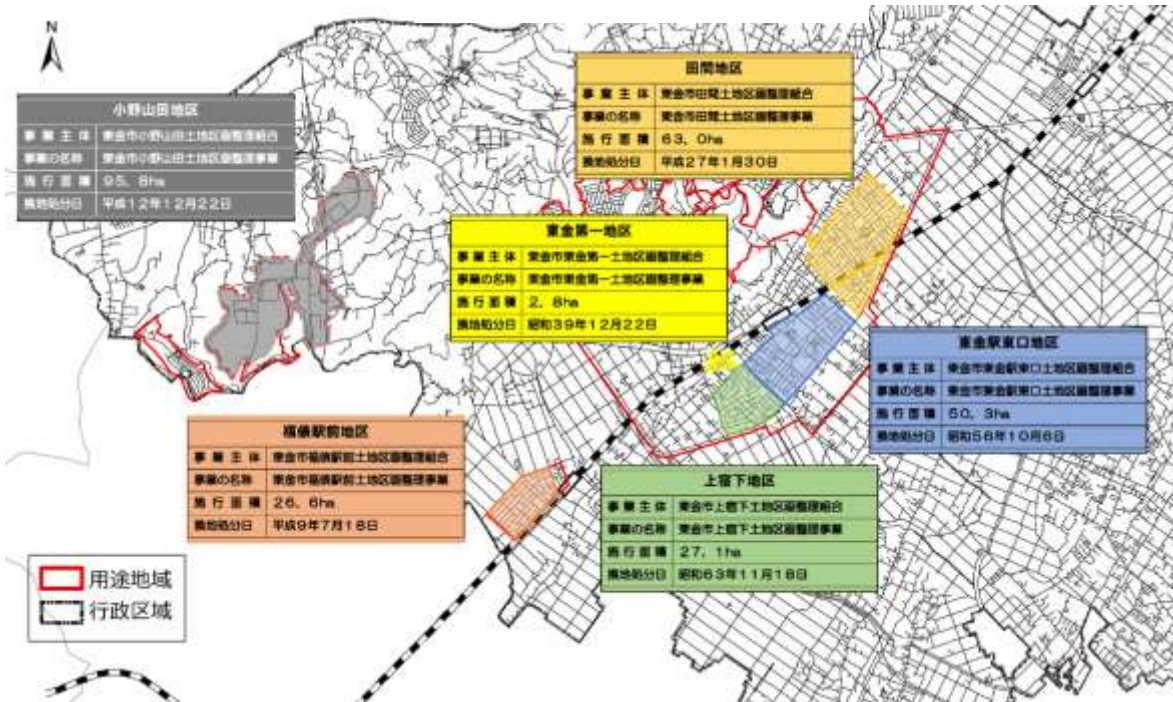 N
田間地区
事業主体 東金市田間土地区画整理組合
事業の名称 東金市田間土地区画整理事業
施行面積 63,0ha
換地処分日 平成27年1月30日
小野山田地区
事業主体 東金市小野山田土地区画整理組合
事業の名称 東金市小野山田土地区画整理事業
施行面積 95,8ha
換地処分日 平成12年12月22日
東金第一地区
事業主体 東金市東金第一土地区画整理組合
事業の名称 東金市東金第一土地区画整理事業
施行面積 2,8ha
換地処分日 昭和39年12月22日
東金駅東口地区
事業主体 東金市東金駅東口土地区画整理組合
事業の名称 東金市東金駅東口土地区画整理事業
施行面積 50,3ha
換地処分日 昭和56年10月6日
福俵駅前地区
事業主体 東金市福俵駅前土地区画整理組合
事業の名称 東金市福俵駅前土地区画整理事業
施行面積 26,6ha
換地処分日 平成9年7月18日
上宿下地区
事業主体 東金市上宿下土地区画整理組合
事業の名称 東金市上宿下土地区画整理事業
施行面積 27,1ha
換地処分日 昭和63年11月18日
用途地域
行政区域